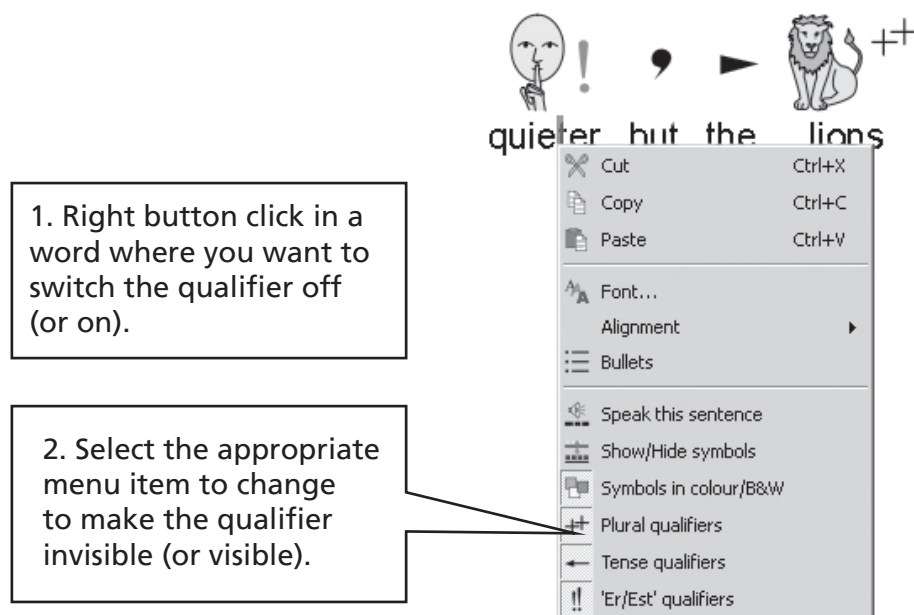 quieter but the lions
1. Right button click in a
word where you want to
switch the qualifier off
(or on).
2. Select the appropriate
menu item to change
to make the qualifier
invisible (or visible).
Cut Ctrl+X
Copy Ctrl+C
Paste Ctrl+V
Font...
Alignment
Bullets
Speak this sentence
Show/Hide symbols
Symbols in colour/B&W
Plural qualifiers
Tense qualifiers
'Er/Est' qualifiers